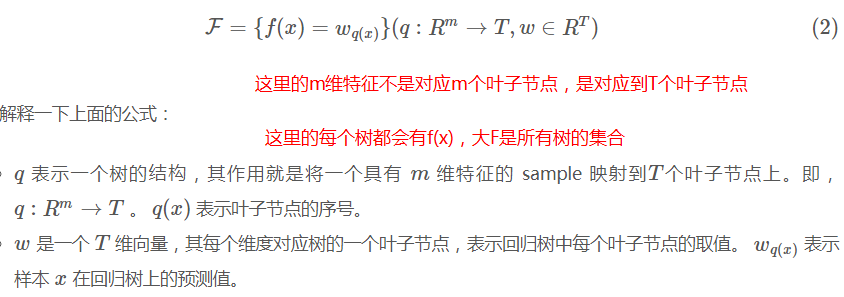 ℱ = {f(x) = w_{q(x)}}(q : R^m → T, w ∈ R^T) (2)
这里的m维特征不是对应m个叶子节点，是对应到T个叶子节点
解释一下上面的公式：
这里的每个树都会有f(x)，大F是所有树的集合
q 表示一个树的结构，其作用就是将一个具有 m 维特征的 sample 映射到T个叶子节点上。即，
q : R^m → T 。 q(x) 表示叶子节点的序号。
w 是一个 T 维向量，其每个维度对应树的一个叶子节点，表示回归树中每个叶子节点的取值。 w_{q(x)} 表示
样本 x 在回归树上的预测值。